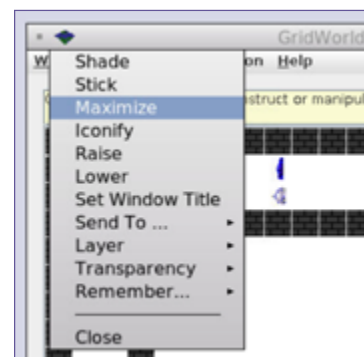 GridWorld
W
on Help
Shade
Stick
struct or manipul
Maximize
Iconify
Raise
Lower
Set Window Title
Send To ...
Layer
Transparency
Remember...
Close